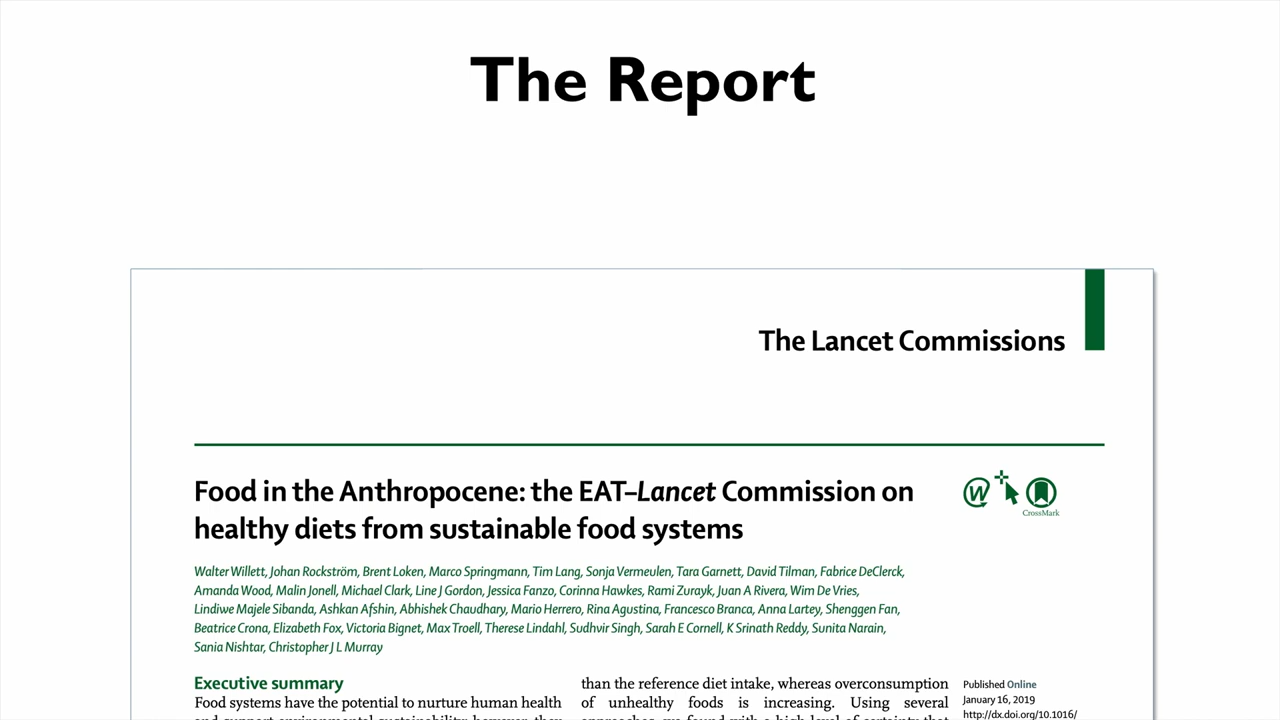 The Report
The Lancet Commissions
Food in the Anthropocene: the EAT–Lancet Commission on
healthy diets from sustainable food systems
W
CrossMark
Walter Willett, Johan Rockström, Brent Loken, Marco Springmann, Tim Lang, Sonja Vermeulen, Tara Garnett, David Tilman, Fabrice DeClerck,
Amanda Wood, Malin Jonell, Michael Clark, Line J Gordon, Jessica Fanzo, Corinna Hawkes, Rami Zurayk, Juan A Rivera, Wim De Vries,
Lindiwe Majele Sibanda, Ashkan Afshin, Abhishek Chaudhary, Mario Herrero, Rina Agustina, Francesco Branca, Anna Lartey, Shenggen Fan,
Beatrice Crona, Elizabeth Fox, Victoria Bignet, Max Troell, Therese Lindahl, Sudhvir Singh, Sarah E Cornell, K Srinath Reddy, Sunita Narain,
Sania Nishtar, Christopher J L Murray
Executive summary
Food systems have the potential to nurture human health
than the reference diet intake, whereas overconsumption
of unhealthy foods is increasing. Using several
Published Online
January 16, 2019
http://dx.doi.org/10.1016/